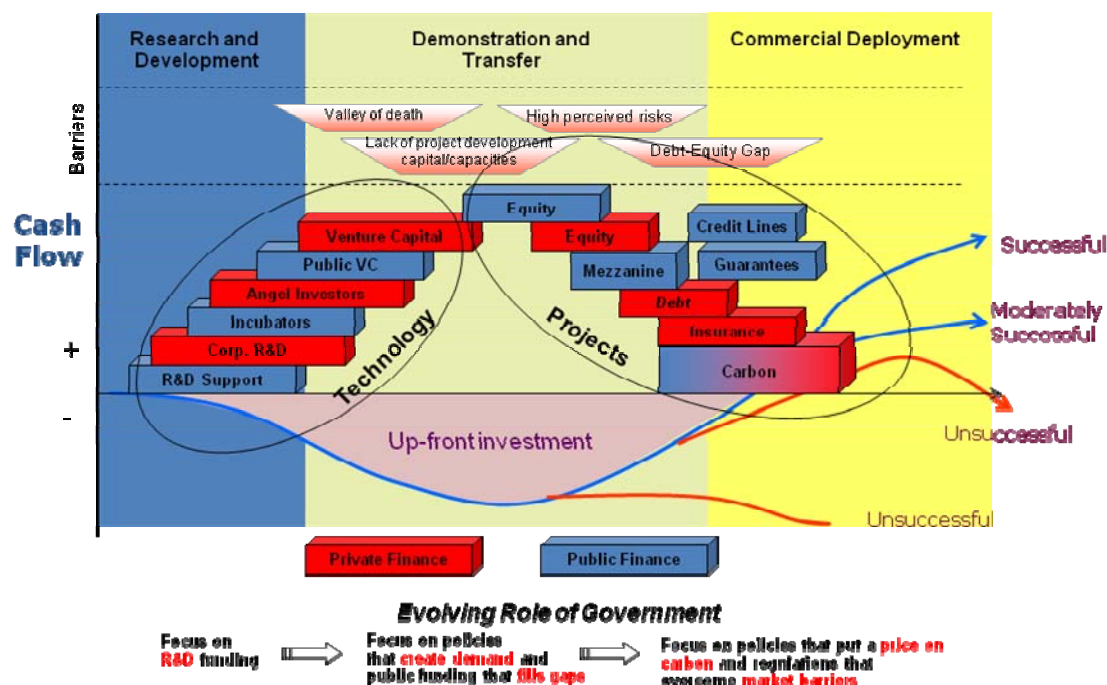 Research and
Development
Demonstration and
Transfer
Commercial Deployment
Barriers
Valley of death
High perceived risks
Lack of project development
capital/capacities
Debt-Equity Gap
Cash
Flow
+
-
Equity
Venture Capital
Equity
Credit Lines
Public VC
Mezzanine
Guarantees
Angel Investors
Debt
Incubators
Insurance
Corp. R&D
Carbon
R&D Support
Technology
Projects
Successful
Moderately
Successful
Unsuccessful
Up-front investment
Unsuccessful
Private Finance
Public Finance
Evolving Role of Government
Focus on
R&D funding
Focus on policies
that create demand and
public funding that fills gaps
Focus on policies that put a price on
carbon and regulations that
overcome market barriers